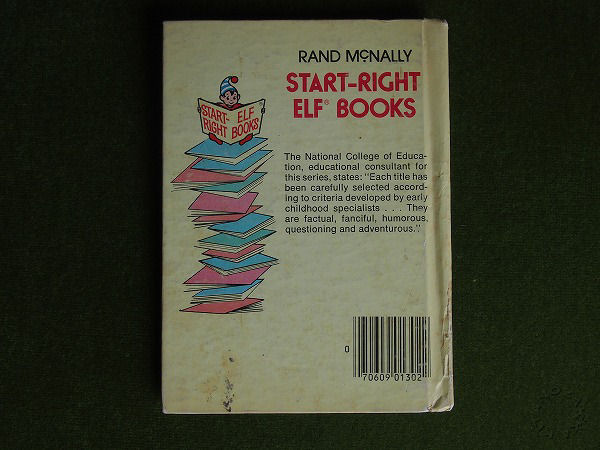 RAND McNALLY
START-RIGHT
ELF® BOOKS
START- ELF
RIGHT BOOKS
The National College of Educa-
tion, educational consultant for
this series, states: "Each title has
been carefully selected accord-
ing to criteria developed by early
childhood specialists . . . They
are factual, fanciful, humorous,
questioning and adventurous."
0
70609 01302